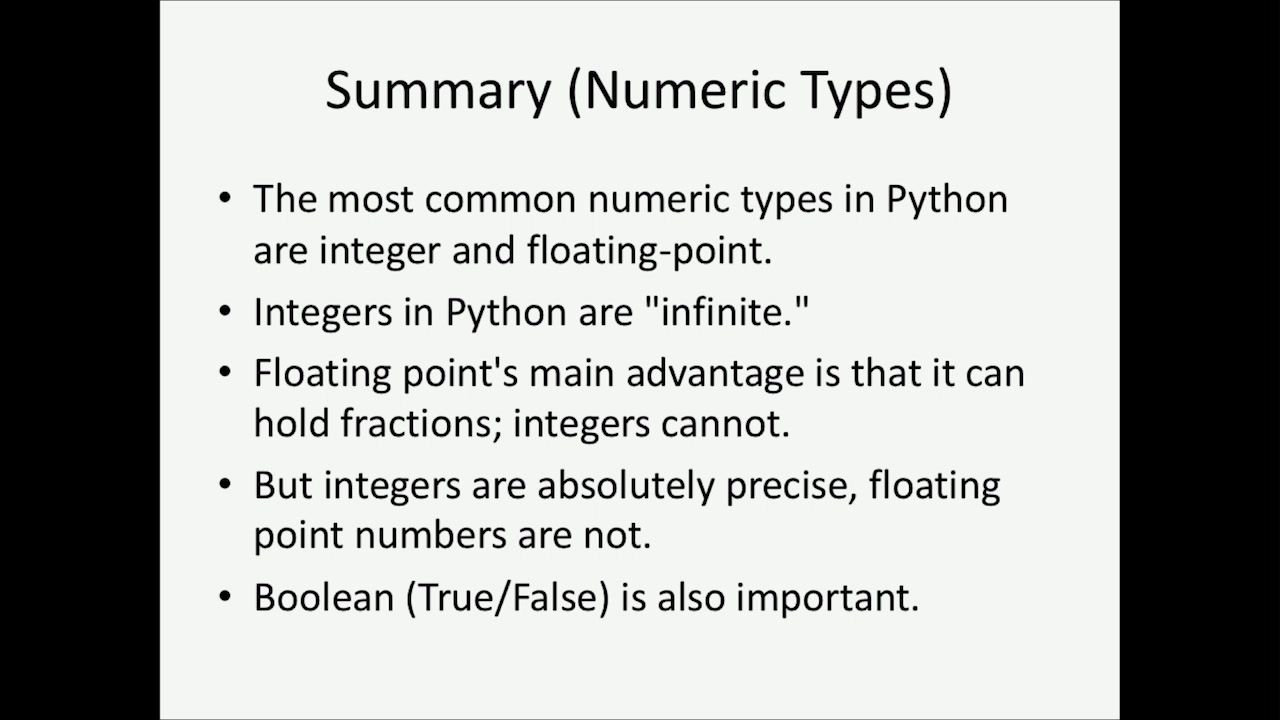 Summary (Numeric Types)
• The most common numeric types in Python
are integer and floating-point.
• Integers in Python are "infinite."
• Floating point's main advantage is that it can
hold fractions; integers cannot.
• But integers are absolutely precise, floating
point numbers are not.
• Boolean (True/False) is also important.